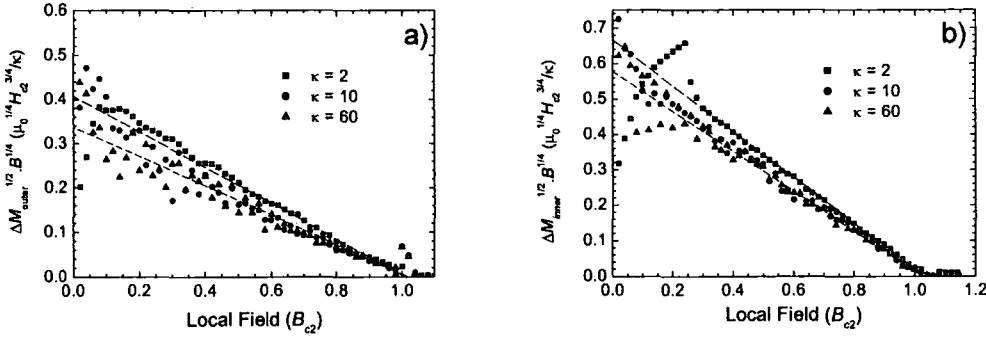 a)
ΔM_outer^1/2.B^1/4 (μ_0^1/4H_c2^3/4/κ)
0.6
0.5
0.4
0.3
0.2
0.1
0.0
κ = 2
κ = 10
κ = 60
0.0 0.2 0.4 0.6 0.8 1.0
Local Field (B_c2)
b)
ΔM_inner^1/2.B^1/4 (μ_0^1/4H_c2^3/4/κ)
0.7
0.6
0.5
0.4
0.3
0.2
0.1
0.0
κ = 2
κ = 10
κ = 60
0.0 0.2 0.4 0.6 0.8 1.0 1.2
Local Field (B_c2)